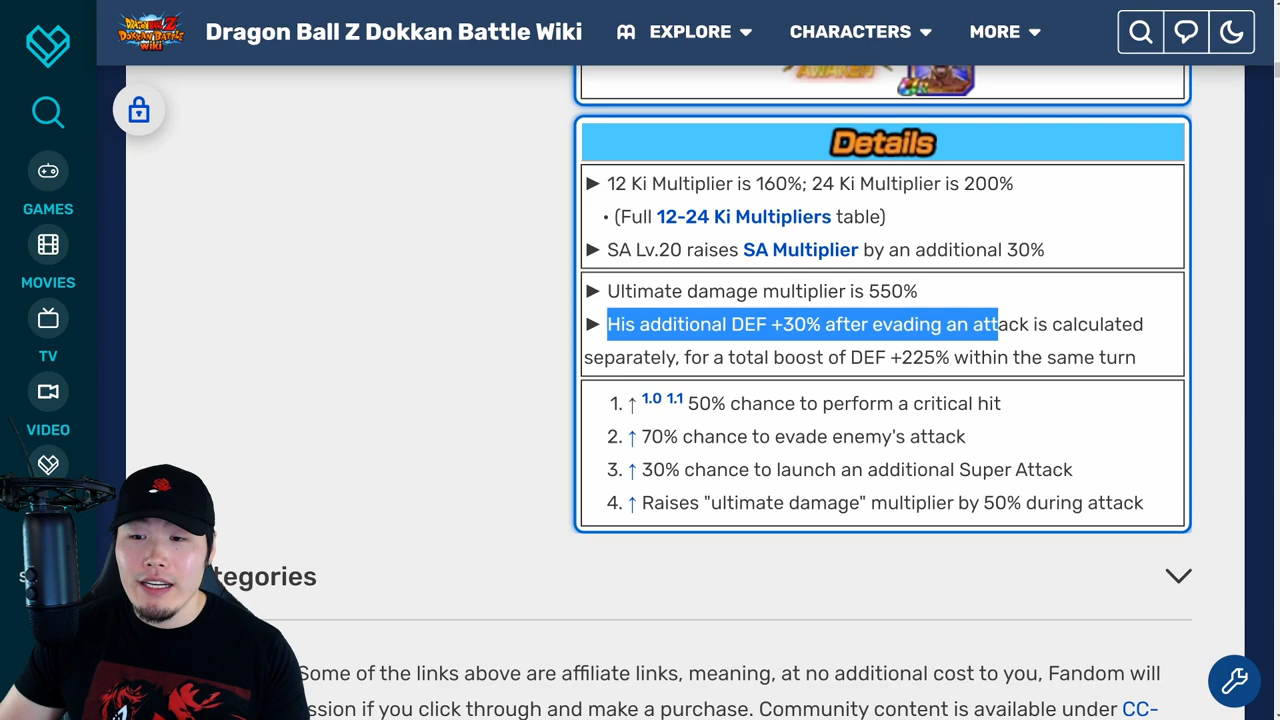 DRAGON BALL Z DOKKAN BATTLE WIKI
Dragon Ball Z Dokkan Battle Wiki
EXPLORE
CHARACTERS
MORE
GAMES
MOVIES
TV
VIDEO
AWAKEN
Details
► 12 Ki Multiplier is 160%; 24 Ki Multiplier is 200%
• (Full 12-24 Ki Multipliers table)
► SA Lv.20 raises SA Multiplier by an additional 30%
► Ultimate damage multiplier is 550%
► His additional DEF +30% after evading an attack is calculated
separately, for a total boost of DEF +225% within the same turn
1. ↑ 1.0 1.1 50% chance to perform a critical hit
2. ↑ 70% chance to evade enemy's attack
3. ↑ 30% chance to launch an additional Super Attack
4. ↑ Raises "ultimate damage" multiplier by 50% during attack
tegories
Some of the links above are affiliate links, meaning, at no additional cost to you, Fandom will
ssion if you click through and make a purchase. Community content is available under CC-